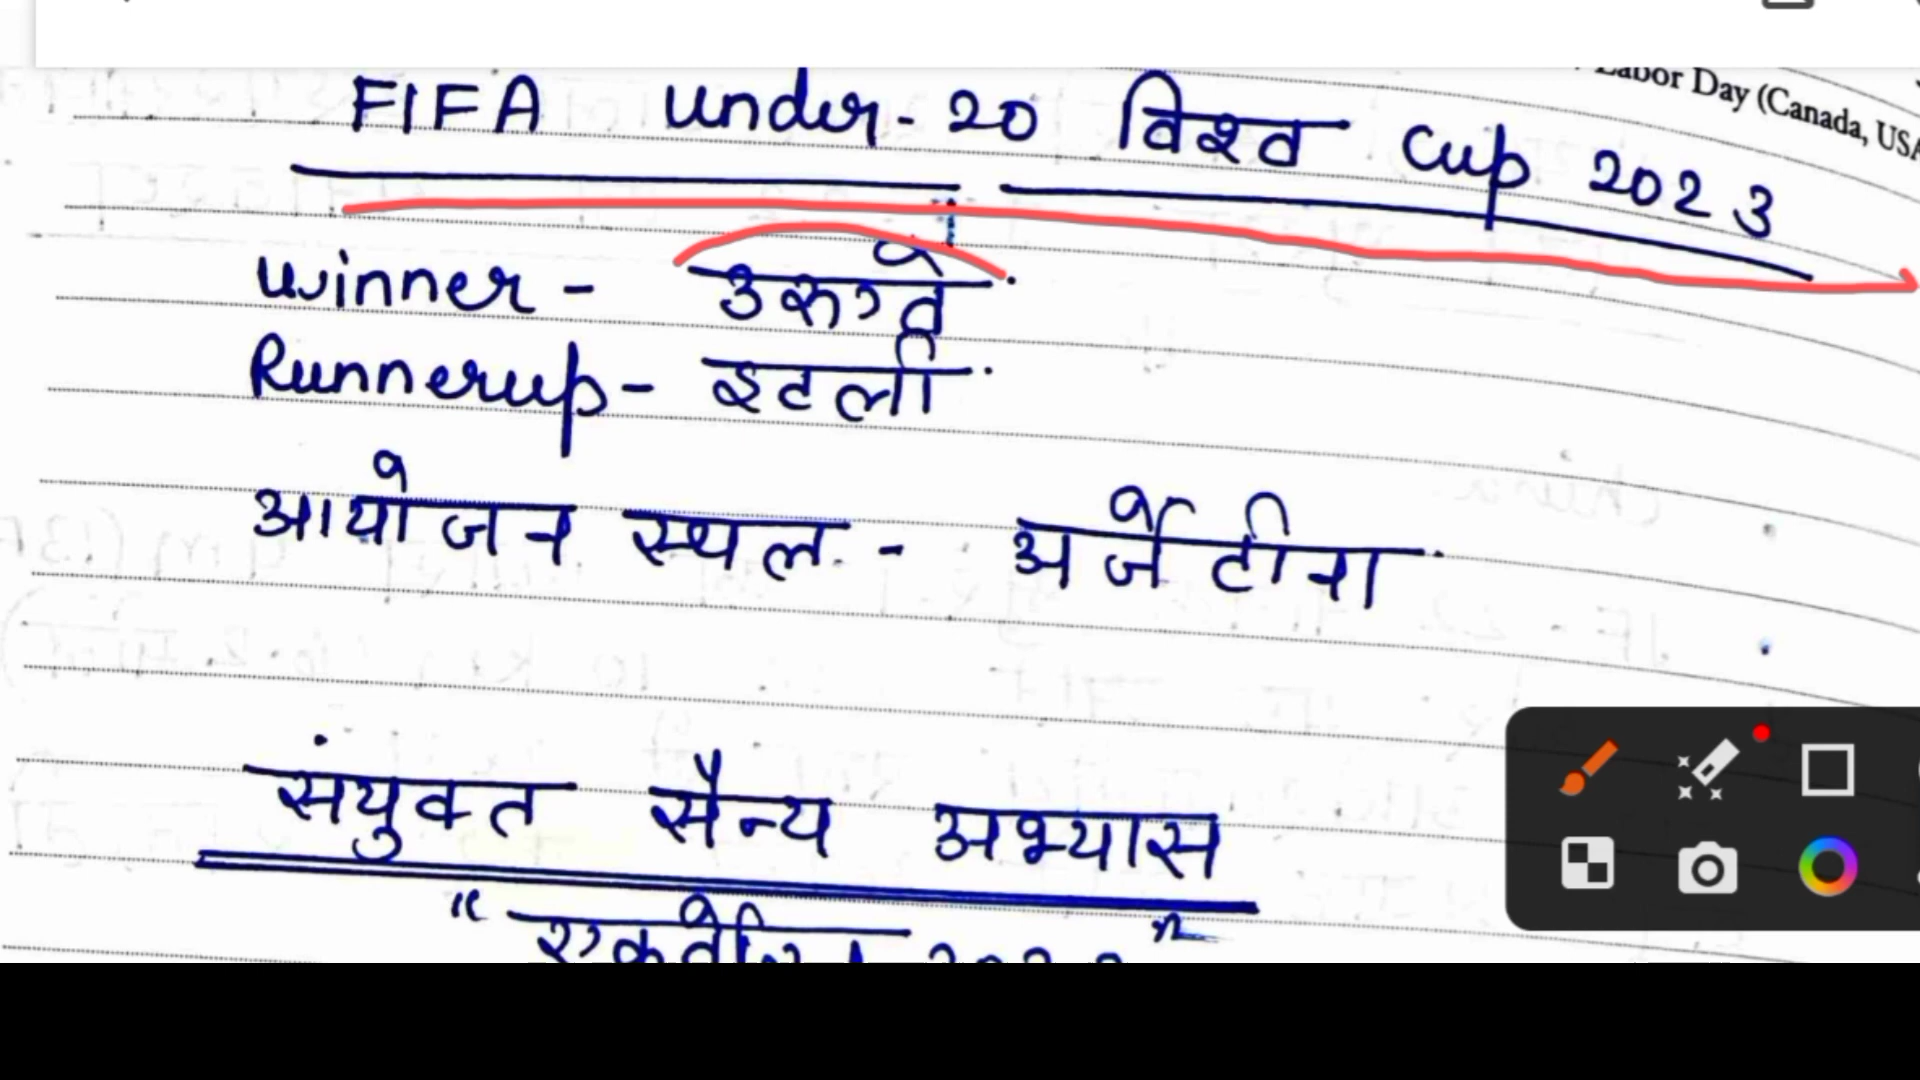 Labor Day (Canada, USA
FIFA under-20 विश्व Cup 2023
Winner - उरुग्वे
Runnerup - इटली
आयोजन स्थल - अर्जेंटीना
संयुक्त सैन्य अभ्यास